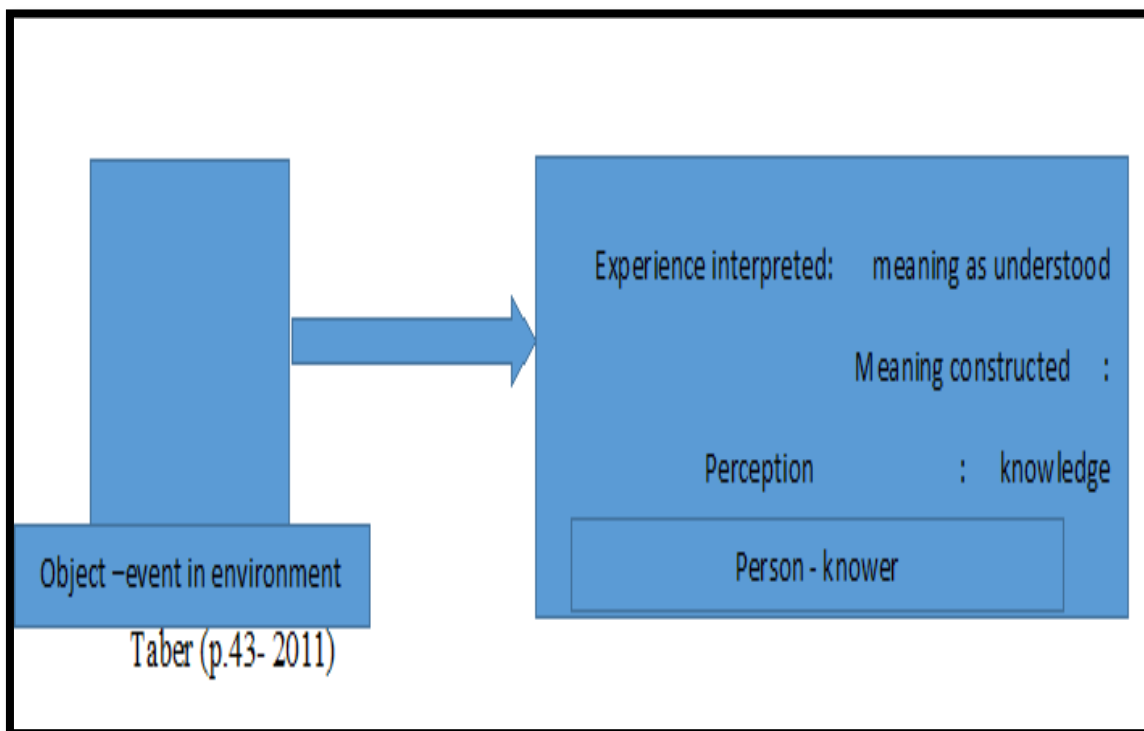 Experience interpreted: meaning as understood
Meaning constructed :
Perception : knowledge
Person - knower
Object –event in environment
Taber (p.43- 2011)